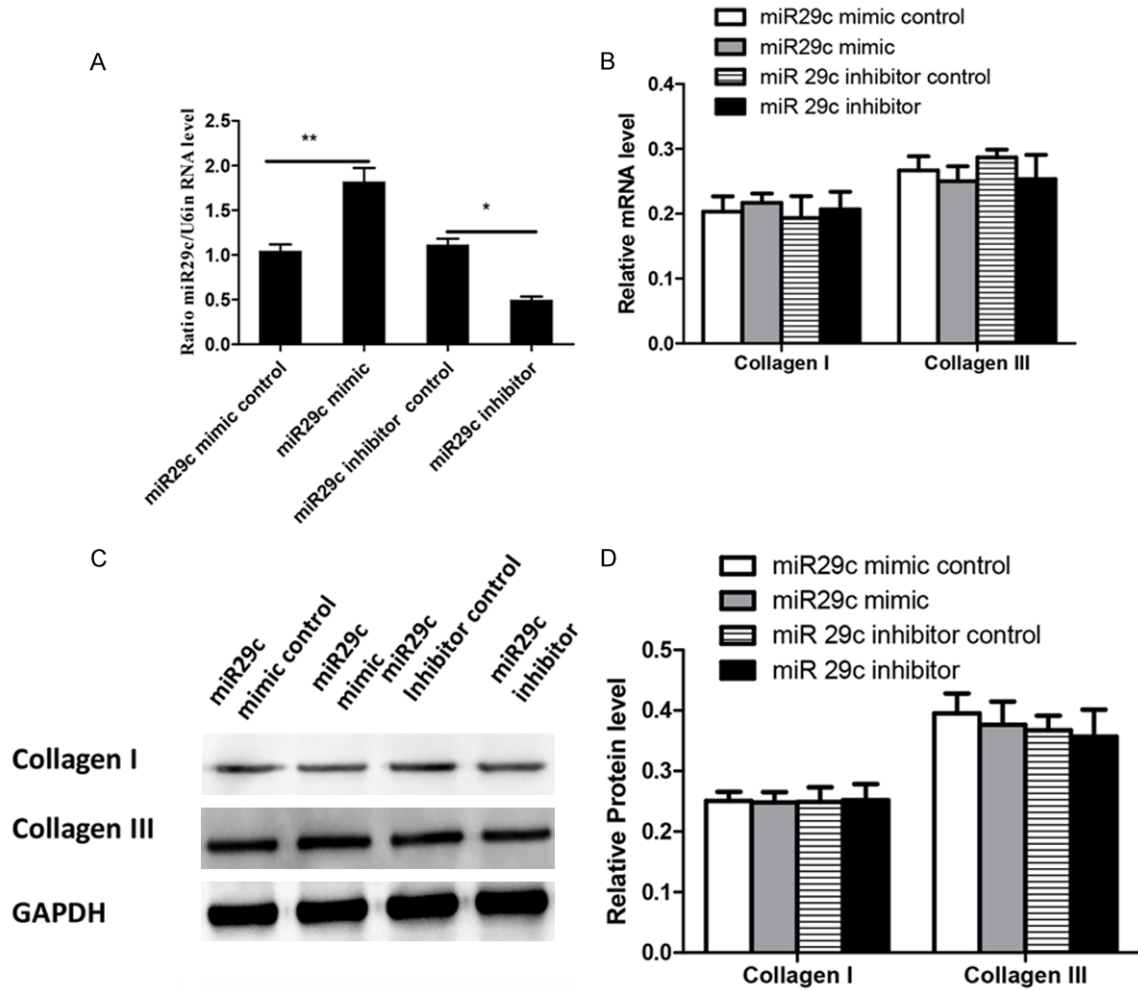 A
Ratio miR29c/U6in RNA level
2.5
2.0
1.5
1.0
0.5
0.0
**
*
miR29c mimic control
miR29c mimic
miR29c inhibitor  control
miR29c inhibitor
B
miR29c mimic control
miR29c mimic
miR 29c inhibitor control
miR 29c inhibitor
Relative mRNA level
0.4
0.3
0.2
0.1
0.0
Collagen I
Collagen III
C
miR29c
mimic control
miR29c
mimic
miR29c
Inhibitor control
miR29c
inhibitor
Collagen I
Collagen III
GAPDH
D
miR29c mimic control
miR29c mimic
miR 29c inhibitor control
miR 29c inhibitor
Relative Protein level
0.5
0.4
0.3
0.2
0.1
0.0
Collagen I
Collagen III